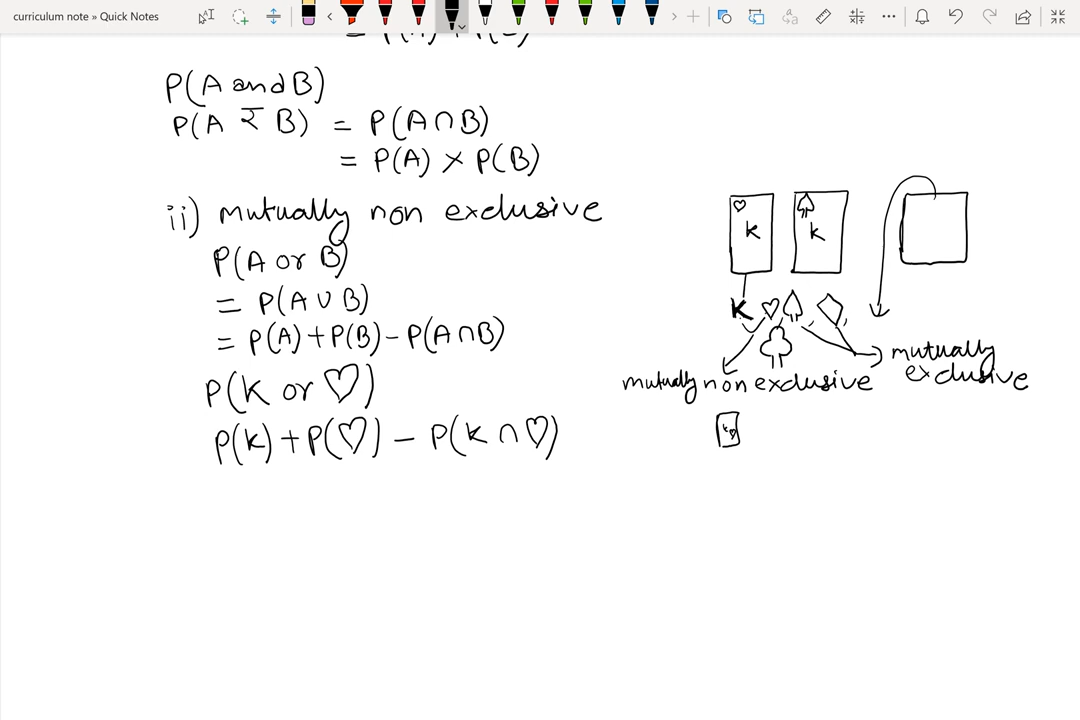 curriculum note » Quick Notes
P(A and B)
P(A र B) = P(A∩B)
= P(A) × P(B)
ii) mutually non exclusive
P(A or B)
= P(A ∪ B)
= P(A)+P(B)-P(A∩B)
P(K or ♡)
P(K)+P(♡)-P(K∩♡)
♡
K
♤
K
K ♡ ♤ ♢
♧
mutually
exclusive
mutually non exclusive
K♡